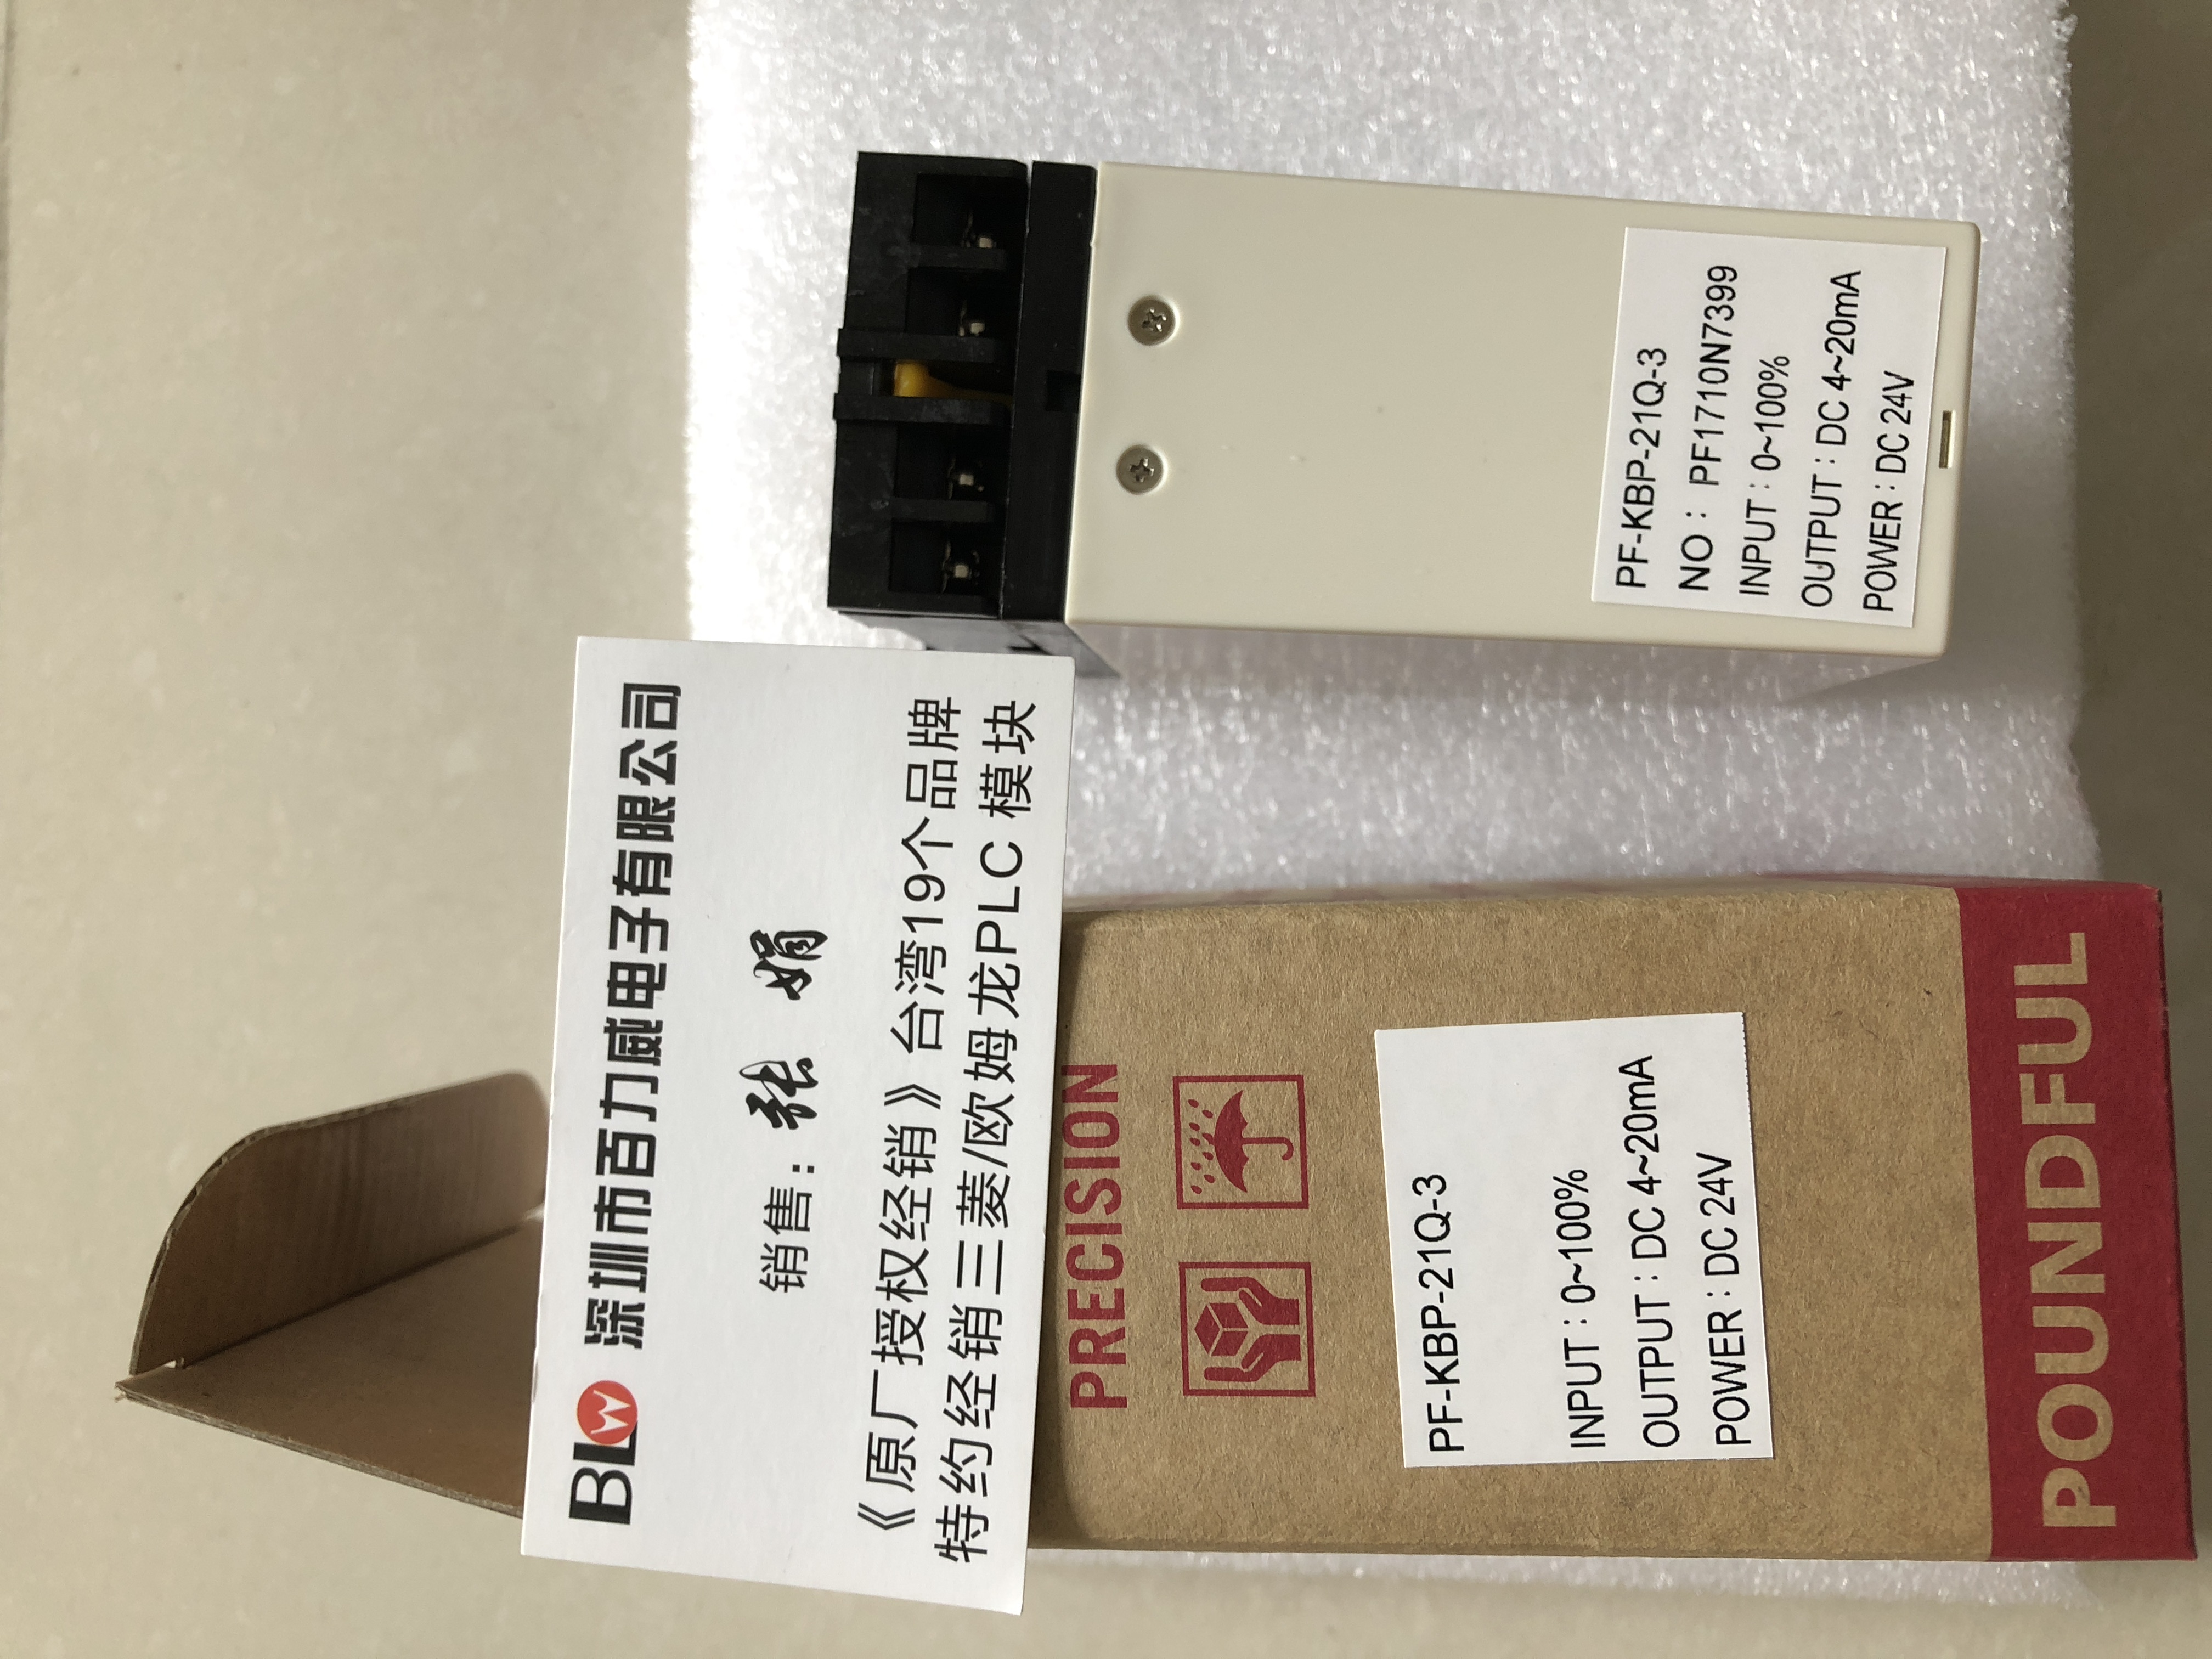 BLW 深圳市百力威电子有限公司
销售：张 娟
《原厂授权经销》台湾19个品牌
特约经销三菱/欧姆龙PLC 模块
PRECISION
PF-KBP-21Q-3
INPUT : 0~100%
OUTPUT : DC 4~20mA
POWER : DC 24V
POUNDFUL
PF-KBP-21Q-3
NO : PF1710N7399
INPUT : 0~100%
OUTPUT : DC 4~20mA
POWER : DC 24V